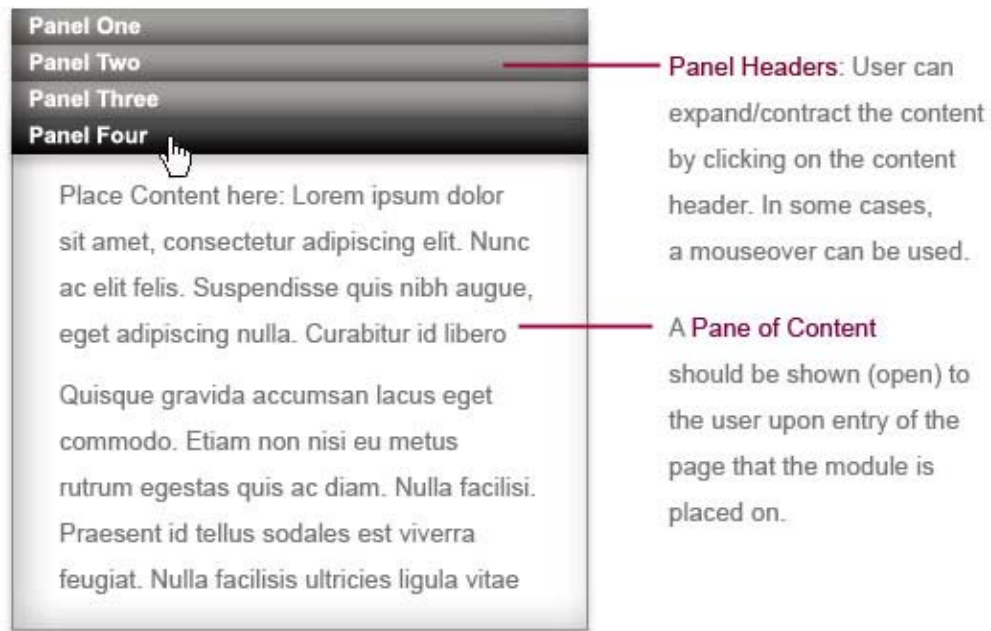 Panel One
Panel Two
Panel Three
Panel Four
Place Content here: Lorem ipsum dolor
sit amet, consectetur adipiscing elit. Nunc
ac elit felis. Suspendisse quis nibh augue,
eget adipiscing nulla. Curabitur id libero
Quisque gravida accumsan lacus eget
commodo. Etiam non nisi eu metus
rutrum egestas quis ac diam. Nulla facilisi.
Praesent id tellus sodales est viverra
feugiat. Nulla facilisis ultricies ligula vitae
Panel Headers: User can
expand/contract the content
by clicking on the content
header. In some cases,
a mouseover can be used.
A Pane of Content
should be shown (open) to
the user upon entry of the
page that the module is
placed on.